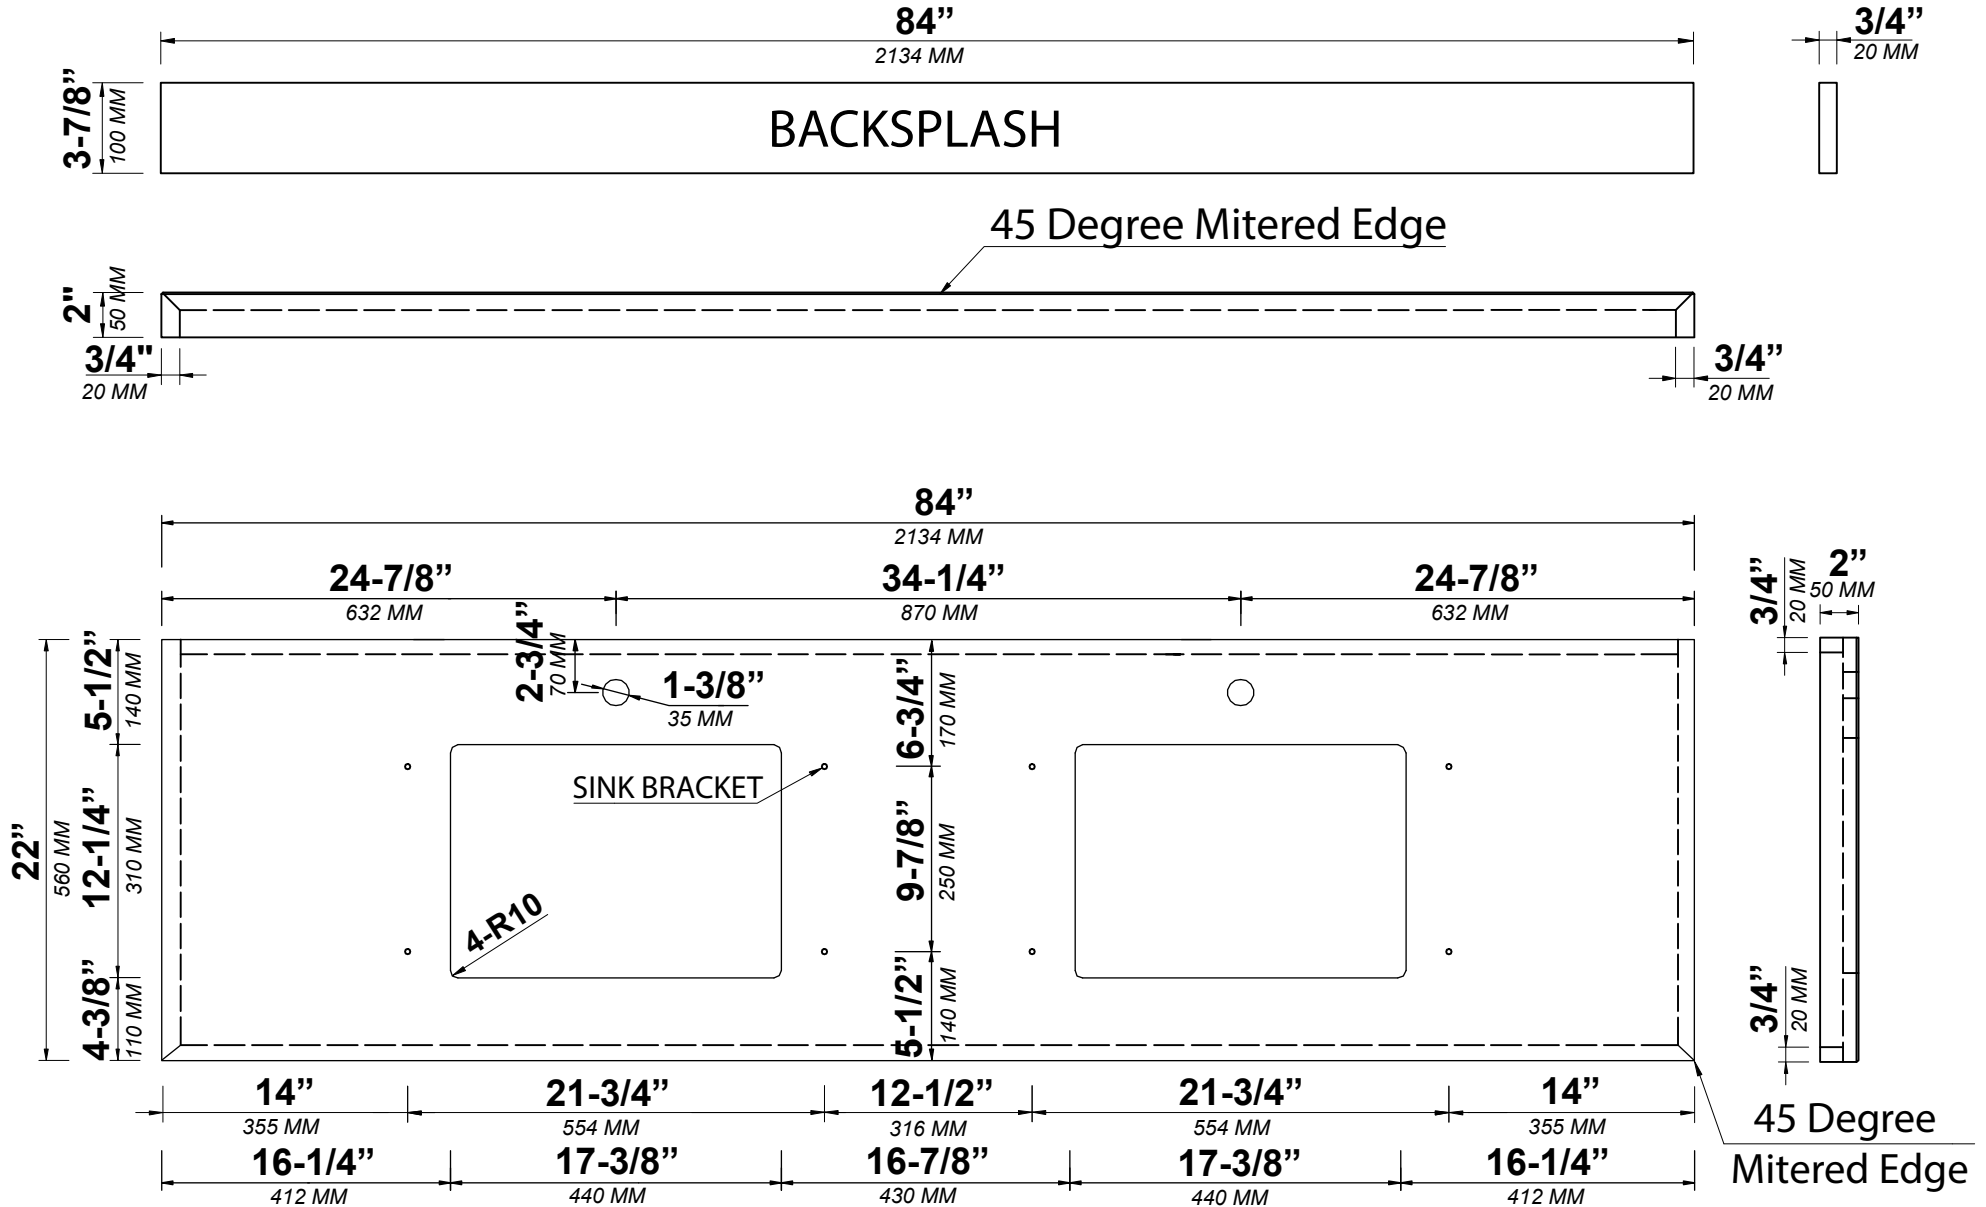 84”
2134 MM
3/4”
20 MM
3-7/8”
100 MM
BACKSPLASH
45 Degree Mitered Edge
2"
50 MM
3/4"
20 MM
3/4”
20 MM
84”
2134 MM
24-7/8”
632 MM
34-1/4”
870 MM
24-7/8”
632 MM
3/4”
20 MM
2”
50 MM
2-3/4”
70 MM
1-3/8”
35 MM
5-1/2”
140 MM
6-3/4”
170 MM
SINK BRACKET
22”
560 MM
12-1/4”
310 MM
9-7/8”
250 MM
4-R10
4-3/8”
110 MM
5-1/2”
140 MM
3/4”
20 MM
14”
355 MM
21-3/4”
554 MM
12-1/2”
316 MM
21-3/4”
554 MM
14”
355 MM
45 Degree
Mitered Edge
16-1/4”
412 MM
17-3/8”
440 MM
16-7/8”
430 MM
17-3/8”
440 MM
16-1/4”
412 MM